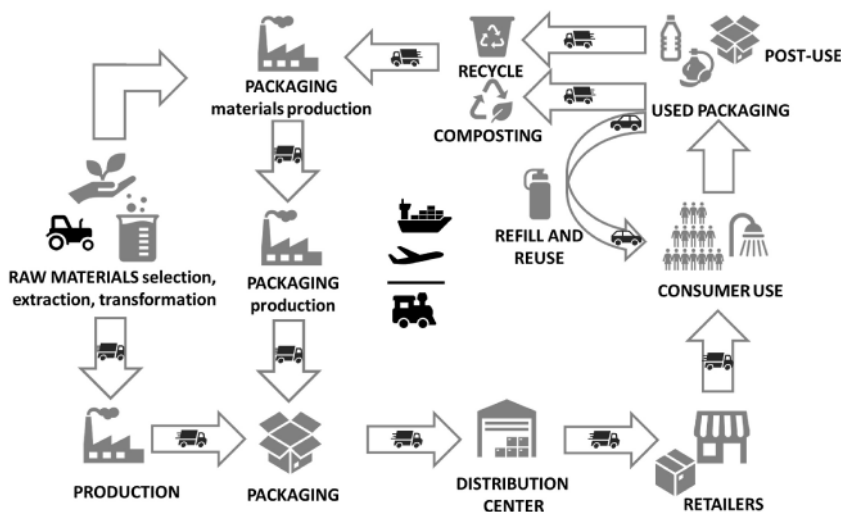 PACKAGING
materials production
RECYCLE
POST-USE
COMPOSTING
USED PACKAGING
RAW MATERIALS selection,
extraction, transformation
PACKAGING
production
REFILL AND
REUSE
CONSUMER USE
PRODUCTION
PACKAGING
DISTRIBUTION
CENTER
RETAILERS